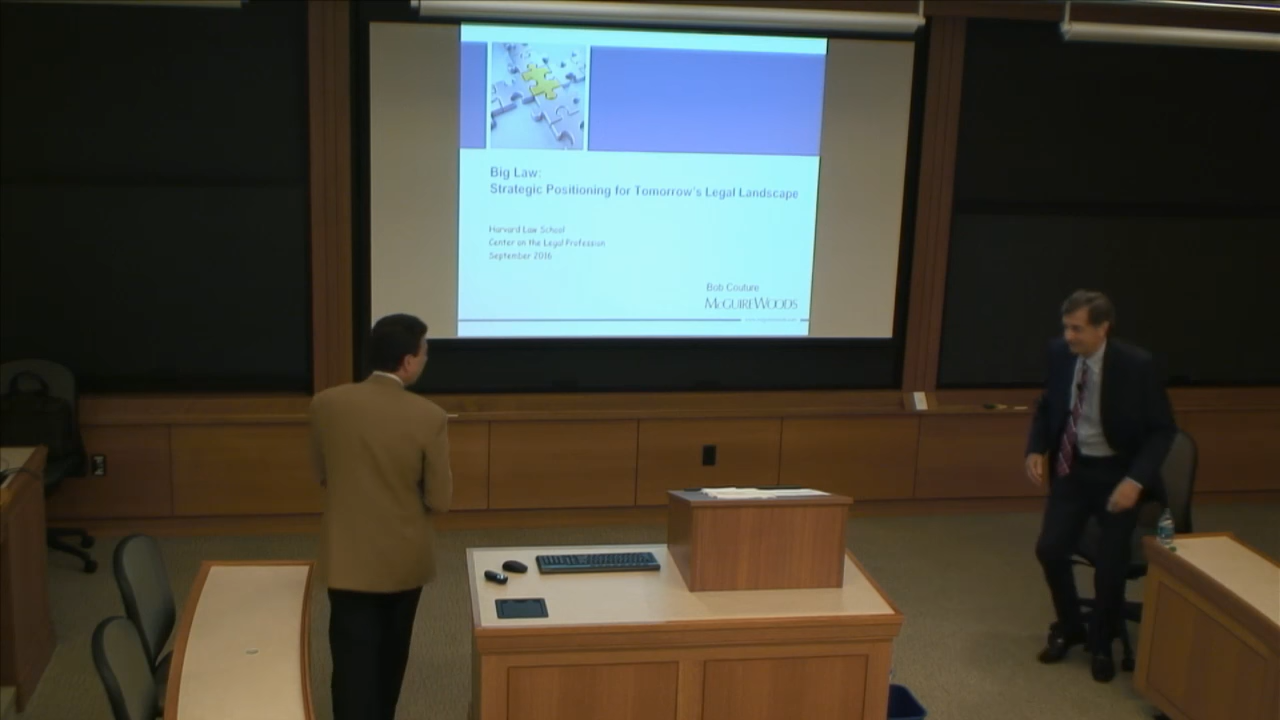 Big Law:
Strategic Positioning for Tomorrow's Legal Landscape
Harvard Law School
Center on the Legal Profession
September 2016
Bob Couture
McGuireWoods